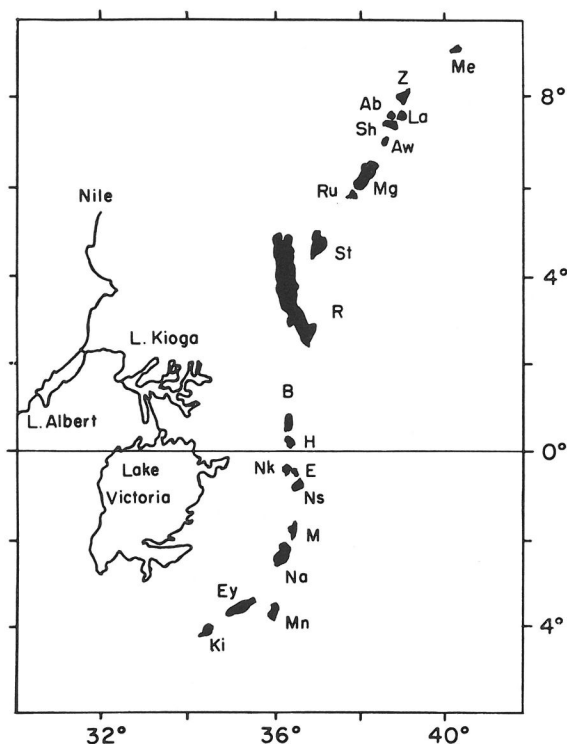 Me
Z
8°
Ab
La
Sh
Aw
Ru
Mg
Nile
St
4°
R
L. Kioga
B
L. Albert
H
0°
Nk
E
Lake
Victoria
Ns
M
Na
Ey
Mn
4°
Ki
32°
36°
40°